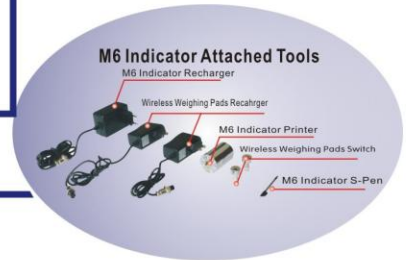 M6 Indicator Attached Tools
M6 Indicator Recharger
Wireless Weighing Pads Recahrger
M6 Indicator Printer
Wireless Weighing Pads Switch
M6 Indicator S-Pen